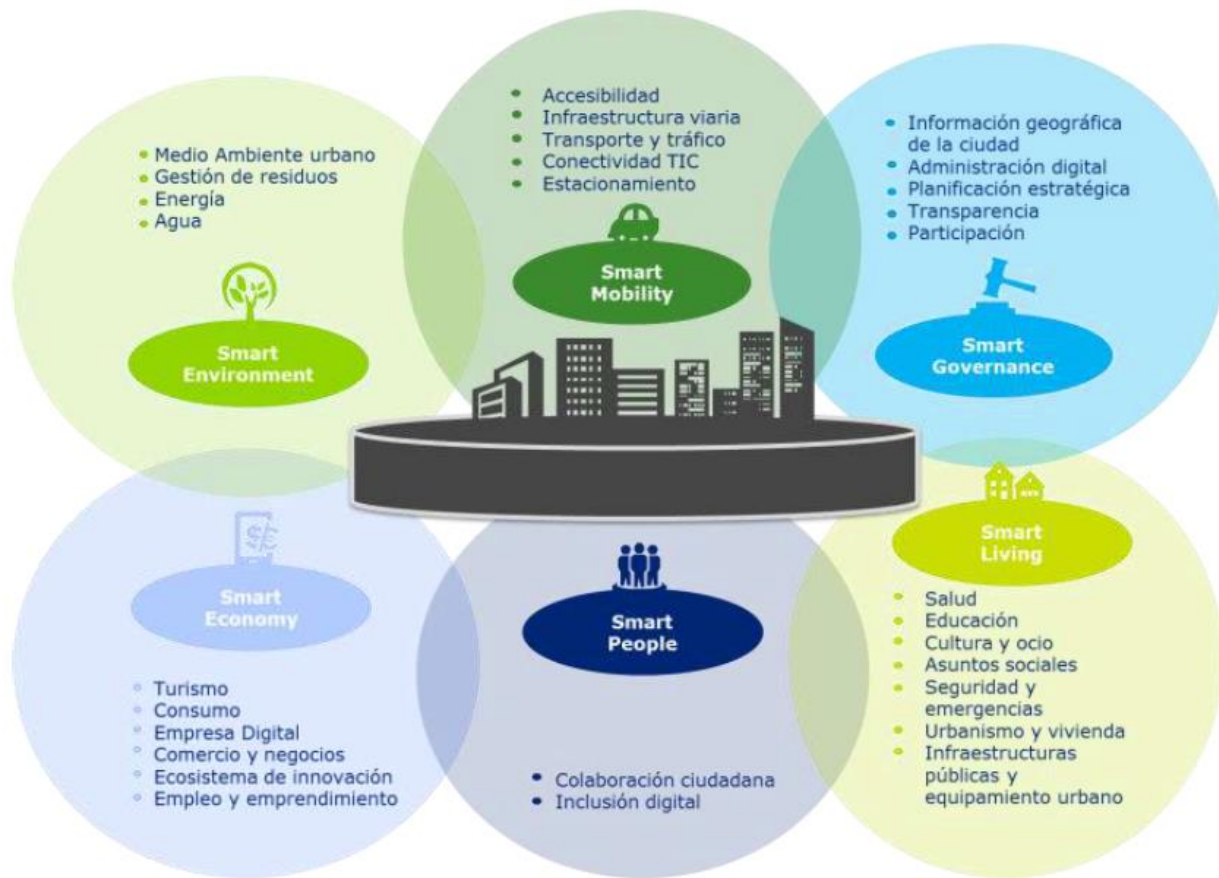 Medio Ambiente urbano
Gestión de residuos
Energía
Agua
Smart
Environment
Accesibilidad
Infraestructura viaria
Transporte y tráfico
Conectividad TIC
Estacionamiento
Smart
Mobility
Información geográfica
de la ciudad
Administración digital
Planificación estratégica
Transparencia
Participación
Smart
Governance
Smart
Economy
Turismo
Consumo
Empresa Digital
Comercio y negocios
Ecosistema de innovación
Empleo y emprendimiento
Smart
People
Colaboración ciudadana
Inclusión digital
Smart
Living
Salud
Educación
Cultura y ocio
Asuntos sociales
Seguridad y
emergencias
Urbanismo y vivienda
Infraestructuras
públicas y
equipamiento urbano